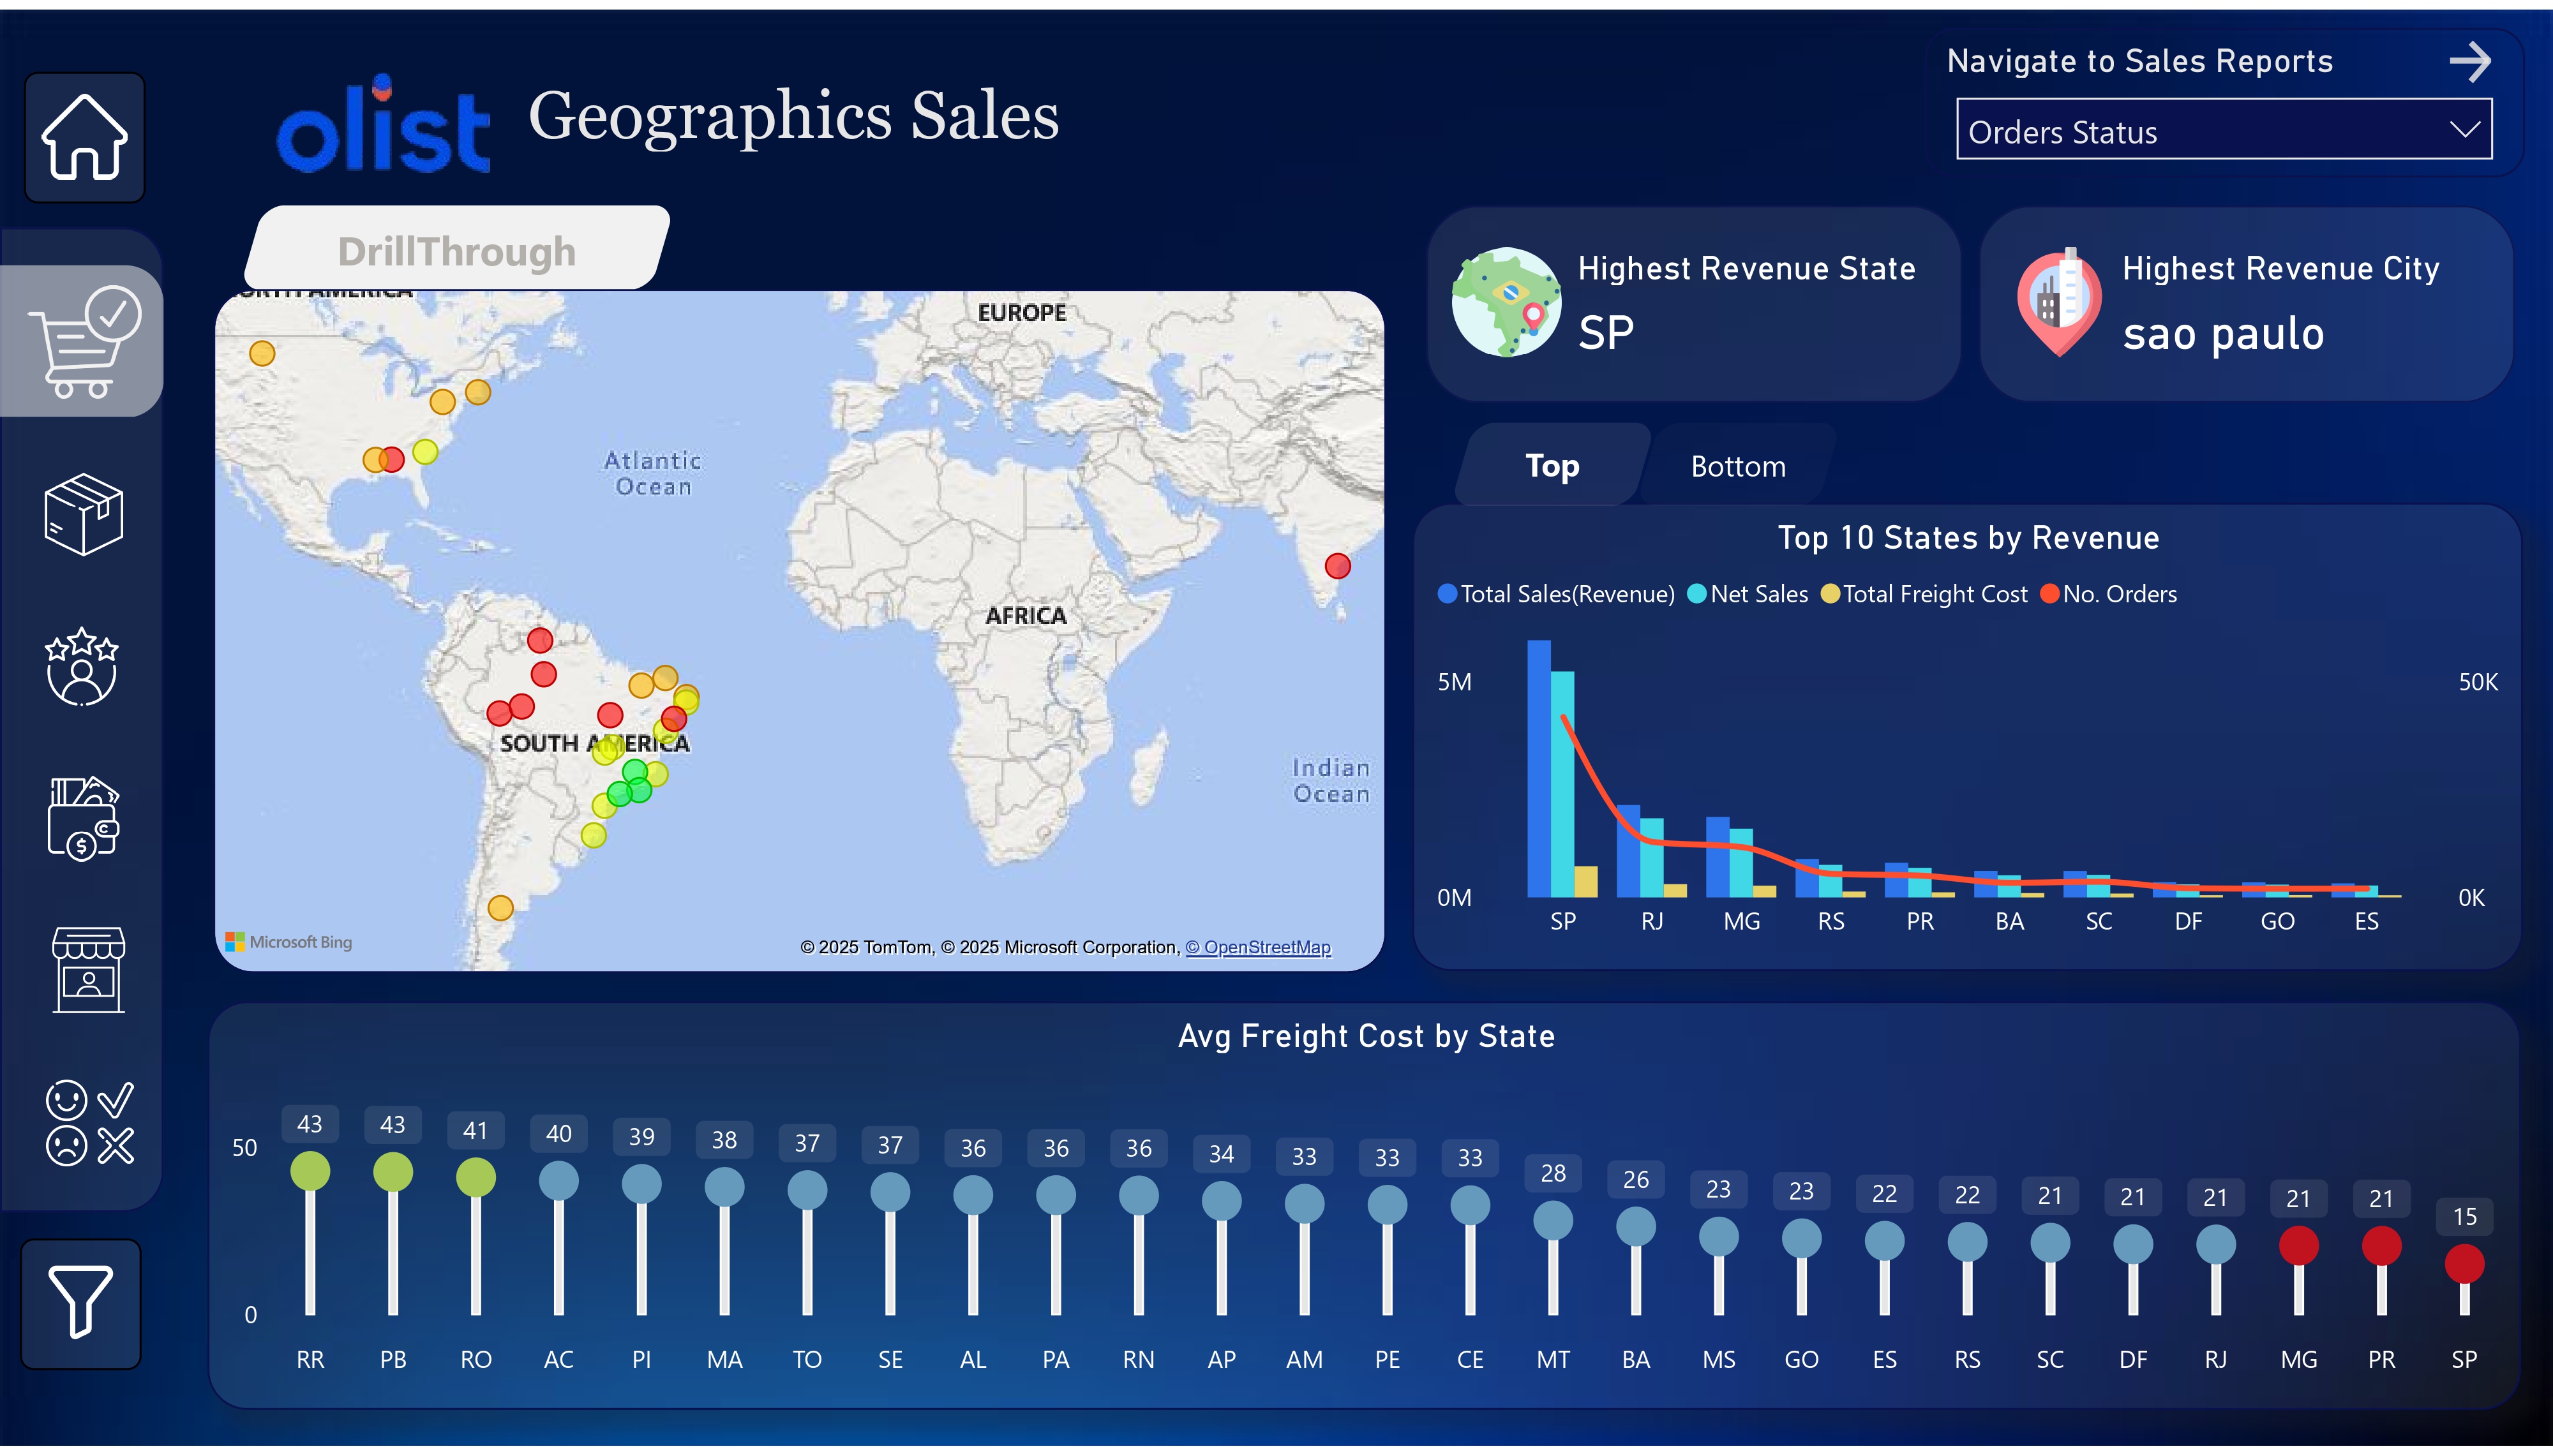 Navigate to Sales Reports
olist
Geographics Sales
Orders Status
DrillThrough
Highest Revenue State
SP
Highest Revenue City
sao paulo
NORTH AMERICA
EUROPE
Atlantic
Ocean
AFRICA
SOUTH AMERICA
Indian
Ocean
Microsoft Bing
© 2025 TomTom, © 2025 Microsoft Corporation, © OpenStreetMap
Top
Bottom
Top 10 States by Revenue
Total Sales(Revenue) Net Sales Total Freight Cost No. Orders
5M
50K
0M
0K
SP RJ MG RS PR BA SC DF GO ES
Avg Freight Cost by State
50
0
43 43 41 40 39 38 37 37 36 36 36 34 33 33 33 28 26 23 23 22 22 21 21 21 21 21 15
RR PB RO AC PI MA TO SE AL PA RN AP AM PE CE MT BA MS GO ES RS SC DF RJ MG PR SP